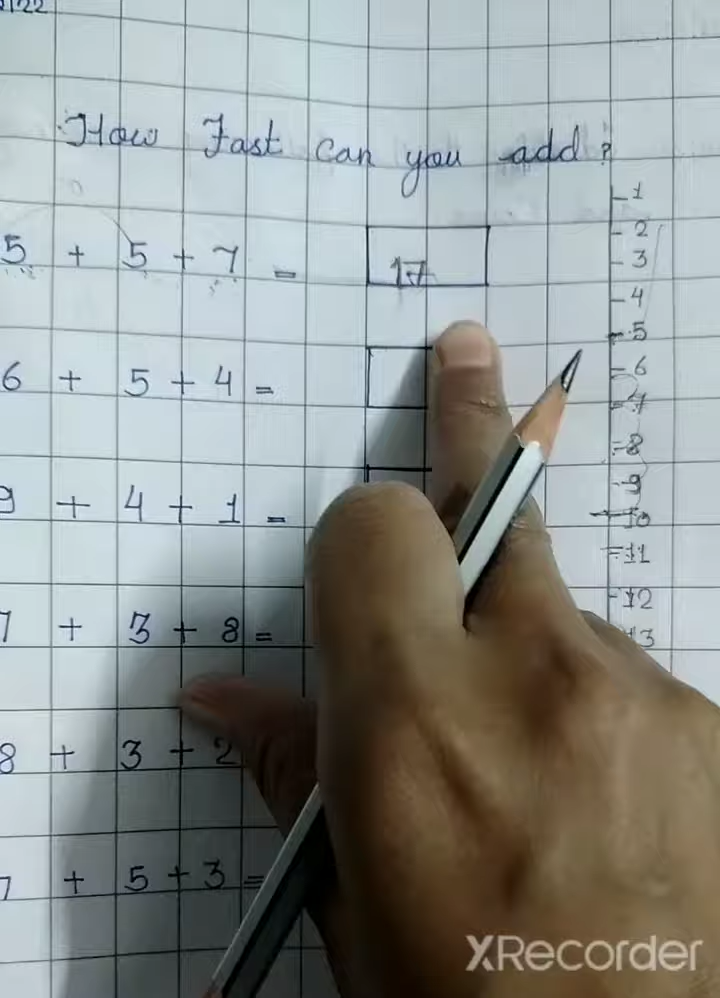 How Fast can you add?
5 + 5 + 7 = 17
6 + 5 + 4 =
9 + 4 + 1 =
7 + 3 + 8 =
8 + 3 + 2
7 + 5 + 3 =
1
2
3
4
5
6
7
8
9
10
11
12
13
XRecorder